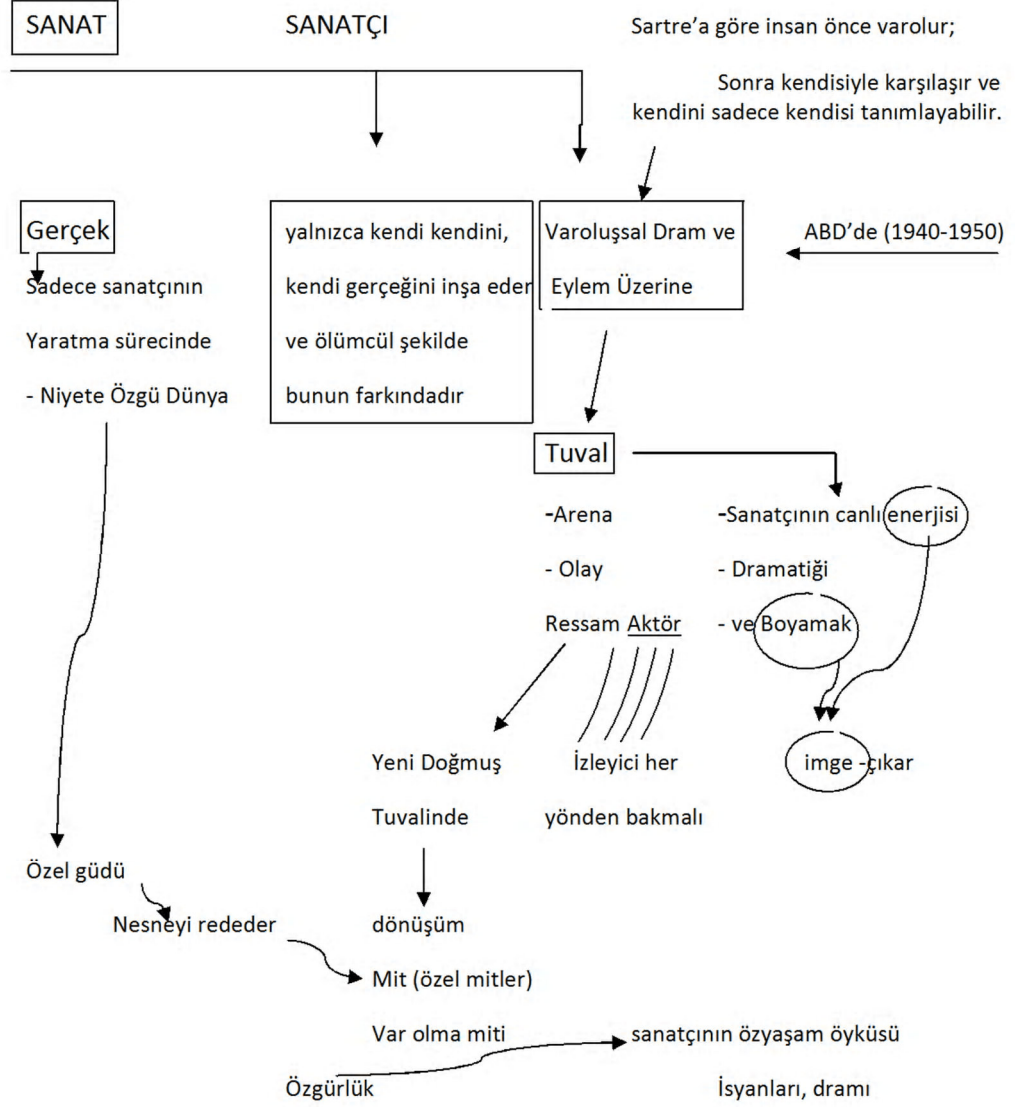 SANAT
SANATÇI
Sartre’a göre insan önce varolur;
Sonra kendisiyle karşılaşır ve
kendini sadece kendisi tanımlayabilir.
Gerçek
Sadece sanatçının
Yaratma sürecinde
- Niyete Özgü Dünya
yalnızca kendi kendini,
kendi gerçeğini inşa eder
ve ölümcül şekilde
bunun farkındadır
Varoluşsal Dram ve
Eylem Üzerine
ABD’de (1940-1950)
Tuval
-Arena
- Olay
Ressam Aktör
-Sanatçının canlı enerjisi
- Dramatiği
- ve Boyamak
Yeni Doğmuş
Tuvalinde
İzleyici her
yönden bakmalı
imge -çıkar
Özel güdü
Nesneyi rededer
dönüşüm
Mit (özel mitler)
Var olma miti
Özgürlük
sanatçının özyaşam öyküsü
İsyanları, dramı